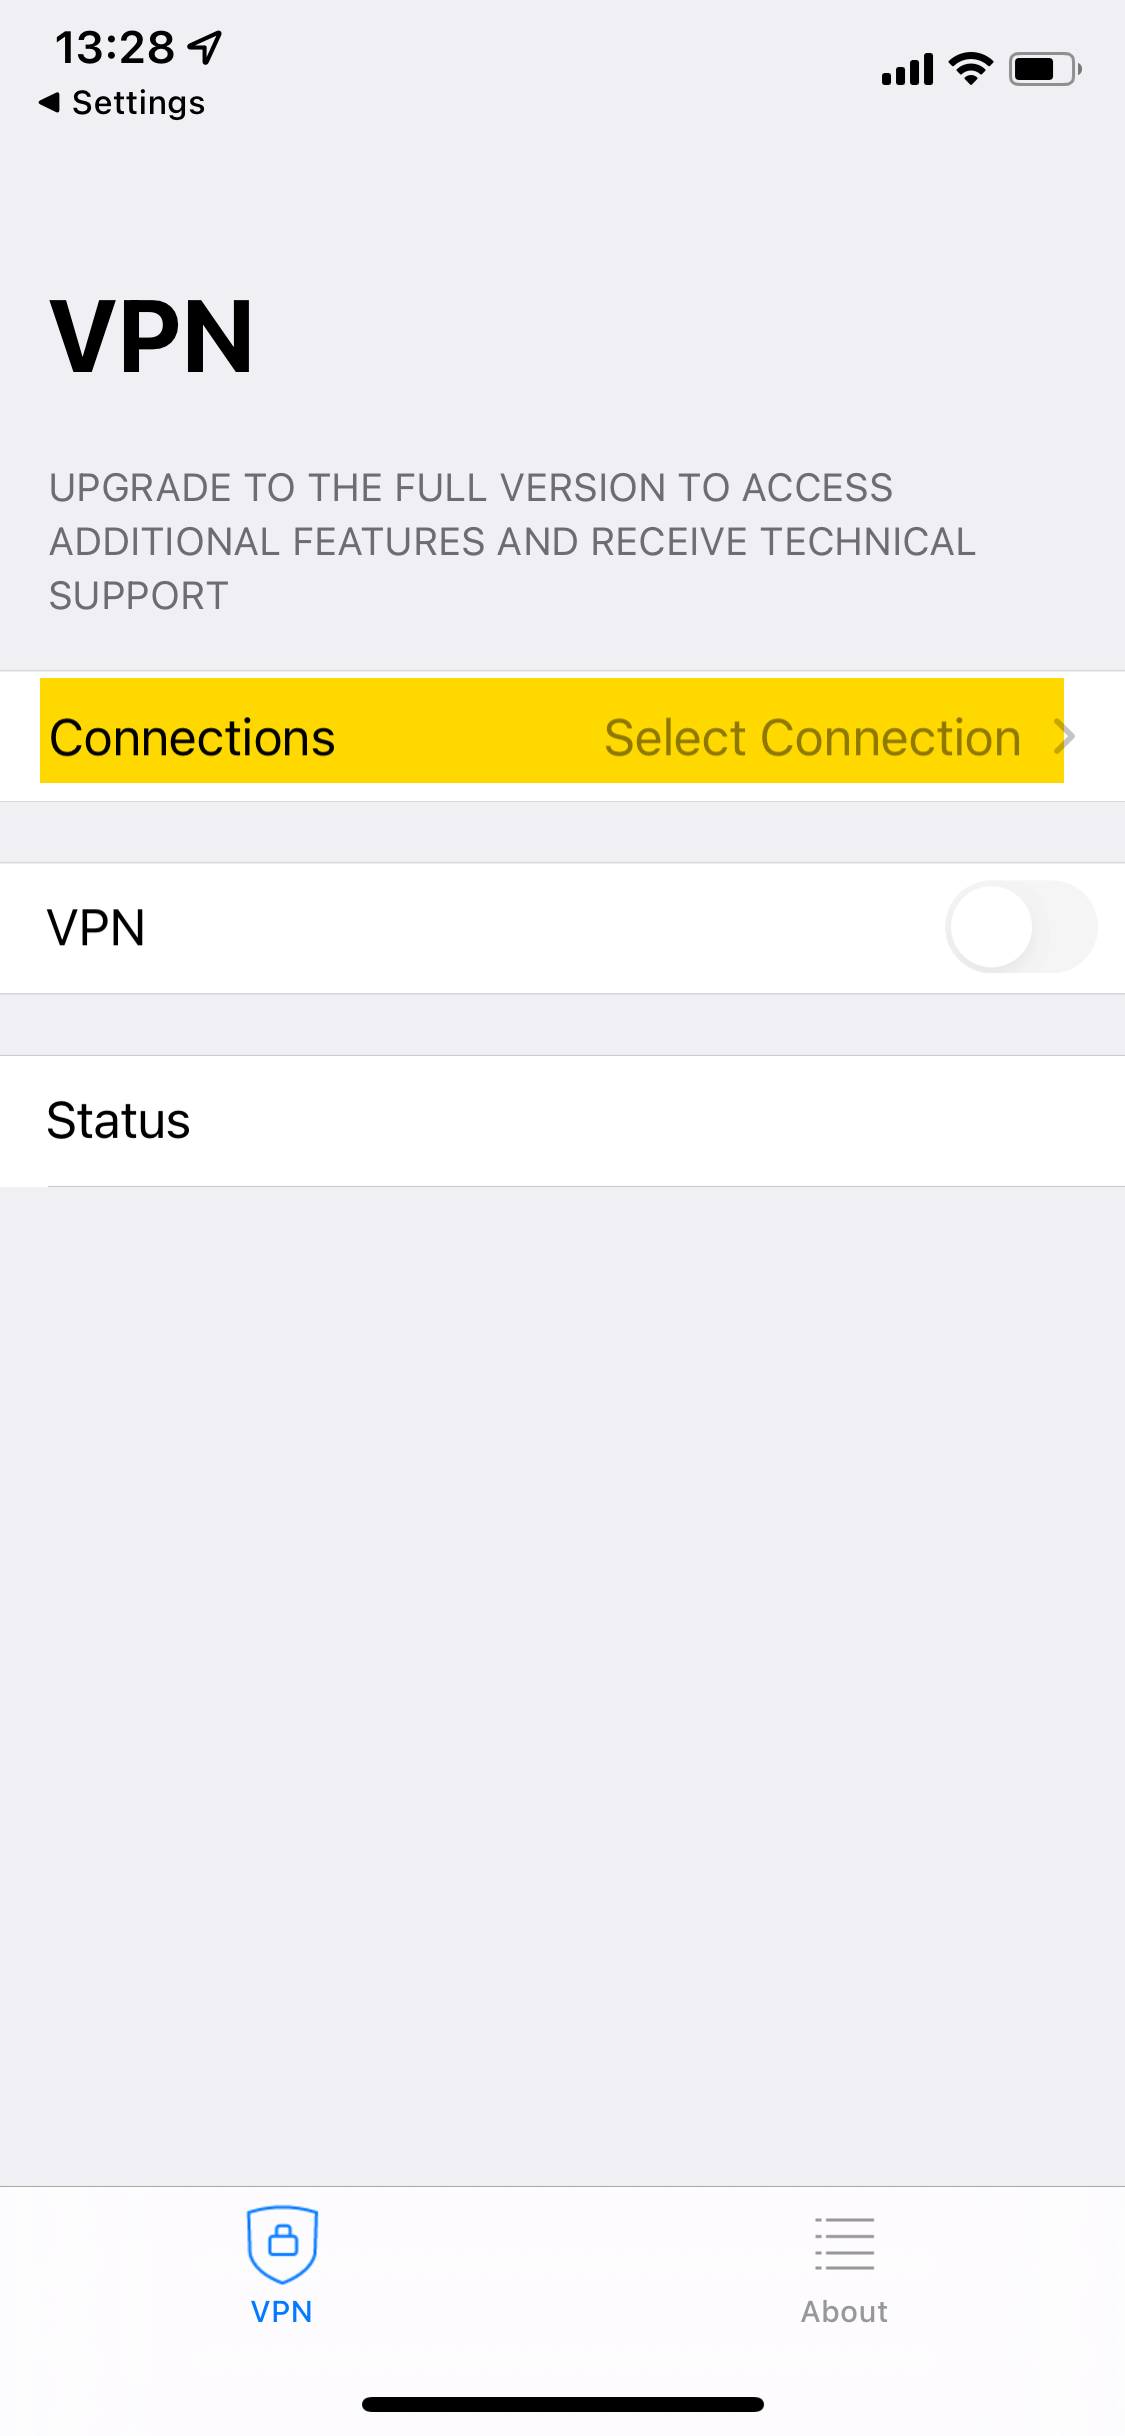 13:28
Settings
VPN
UPGRADE TO THE FULL VERSION TO ACCESS
ADDITIONAL FEATURES AND RECEIVE TECHNICAL
SUPPORT
Connections Select Connection
VPN
Status
VPN About